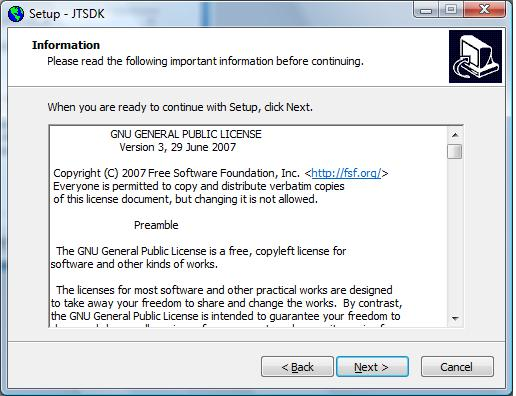 Setup - JTSDK
Information
Please read the following important information before continuing.
When you are ready to continue with Setup, click Next.
GNU GENERAL PUBLIC LICENSE
Version 3, 29 June 2007
Copyright (C) 2007 Free Software Foundation, Inc. <http://fsf.org/>
Everyone is permitted to copy and distribute verbatim copies
of this license document, but changing it is not allowed.
Preamble
The GNU General Public License is a free, copyleft license for
software and other kinds of works.
The licenses for most software and other practical works are designed
to take away your freedom to share and change the works. By contrast,
the GNU General Public License is intended to guarantee your freedom to
< Back
Next >
Cancel